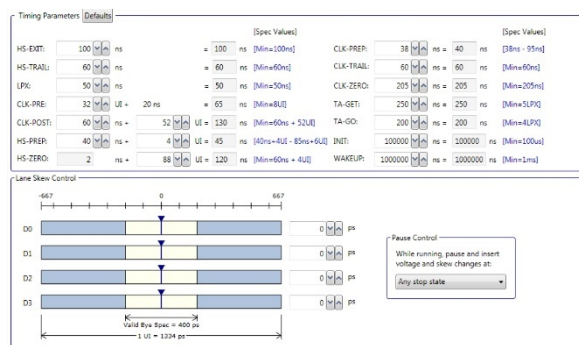 Timing Parameters Defaults
[Spec Values] [Spec Values]
HS-EXIT: 100 ns = 100 ns [Min=100ns] CLK-PREP: 38 ns = 40 ns [38ns - 95ns]
HS-TRAIL: 60 ns = 60 ns [Min=60ns] CLK-TRAIL: 60 ns = 60 ns [Min=60ns]
LPX: 50 ns = 50 ns [Min=50ns] CLK-ZERO: 205 ns = 205 ns [Min=205ns]
CLK-PRE: 32 UI + 20 ns = 65 ns [Min=8UI] TA-GET: 250 ns = 250 ns [Min=5LPX]
CLK-POST: 60 ns + 52 UI = 130 ns [Min=60ns + 52UI] TA-GO: 200 ns = 200 ns [Min=4LPX]
HS-PREP: 40 ns + 4 UI = 45 ns [40ns+4UI - 85ns+6UI] INIT: 100000 ns = 100000 ns [Min=100us]
HS-ZERO: 2 ns + 88 UI = 120 ns [Min=60ns + 4UI] WAKEUP: 1000000 ns = 1000000 ns [Min=1ms]
Lane Skew Control
-667 0 667
D0 0 ps
D1 0 ps
D2 0 ps
D3 0 ps
Valid Eye Spec = 400 ps
1 UI = 1334 ps
Pause Control
While running, pause and insert
voltage and skew changes at:
Any stop state